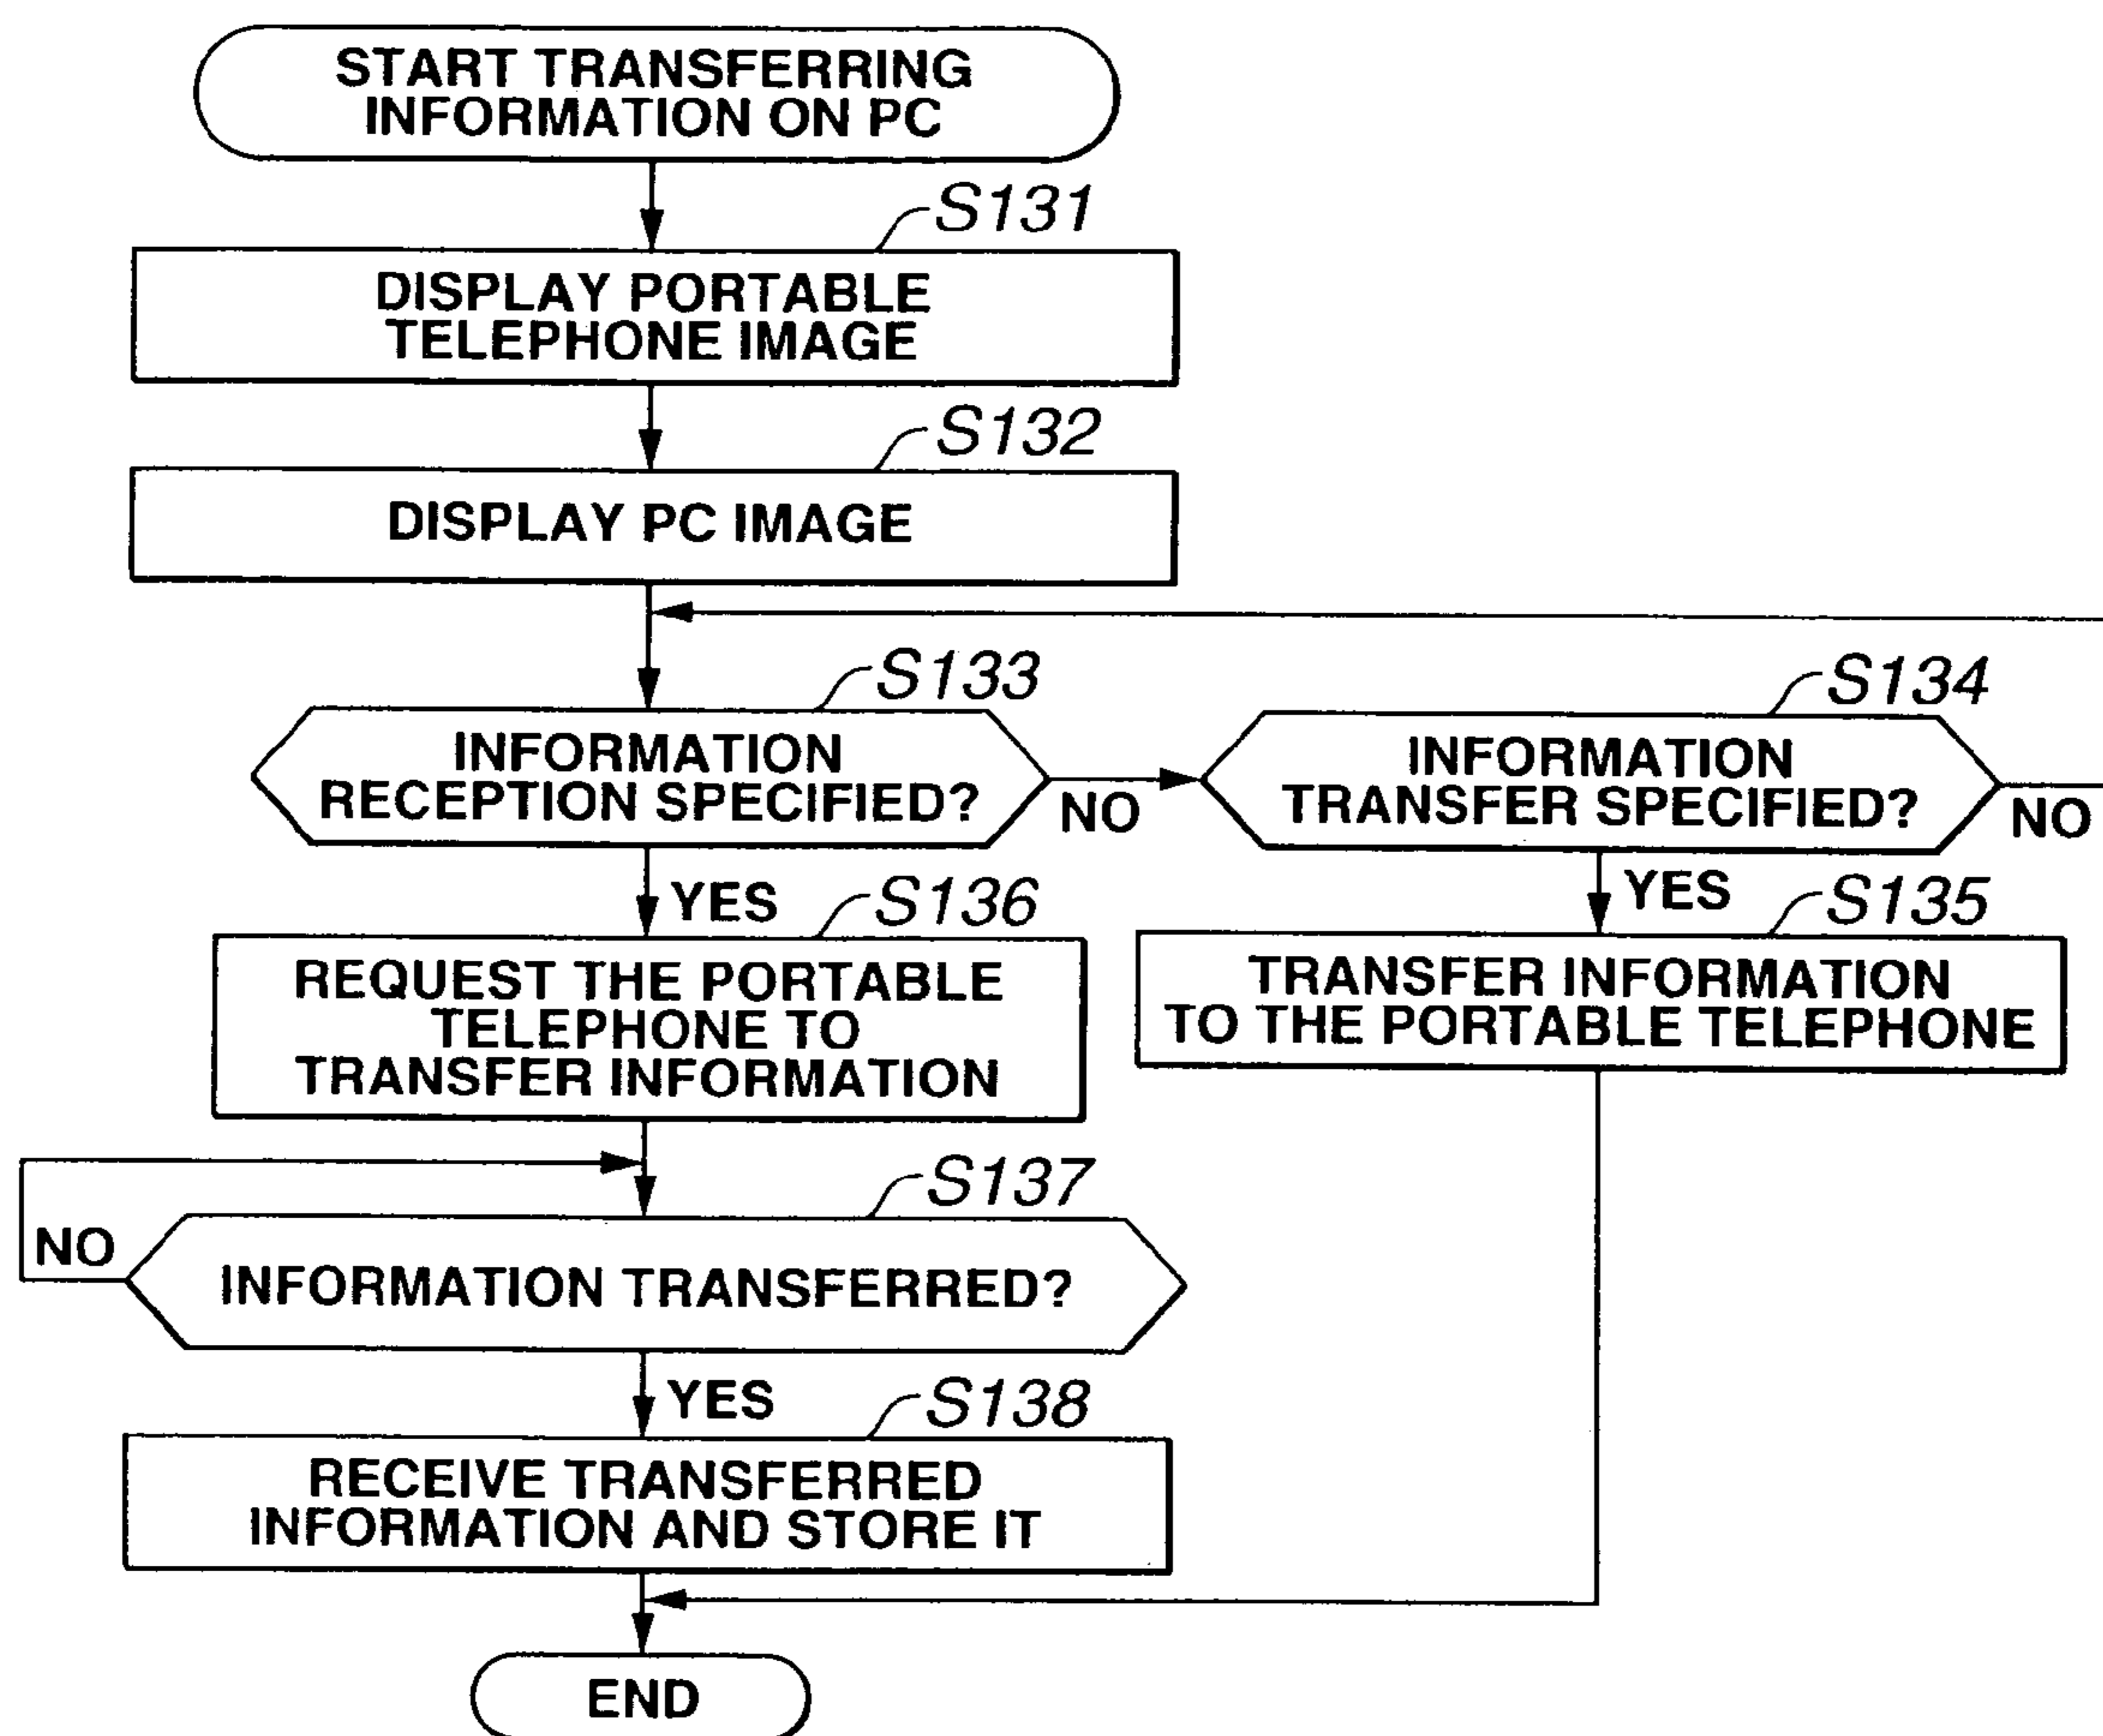 START TRANSFERRING
INFORMATION ON PC
S131
DISPLAY PORTABLE
TELEPHONE IMAGE
S132
DISPLAY PC IMAGE
S133
INFORMATION
RECEPTION SPECIFIED?
NO
S134
INFORMATION
TRANSFER SPECIFIED?
NO
YES
S136
REQUEST THE PORTABLE
TELEPHONE TO
TRANSFER INFORMATION
YES
S135
TRANSFER INFORMATION
TO THE PORTABLE TELEPHONE
S137
NO
INFORMATION TRANSFERRED?
YES
S138
RECEIVE TRANSFERRED
INFORMATION AND STORE IT
END